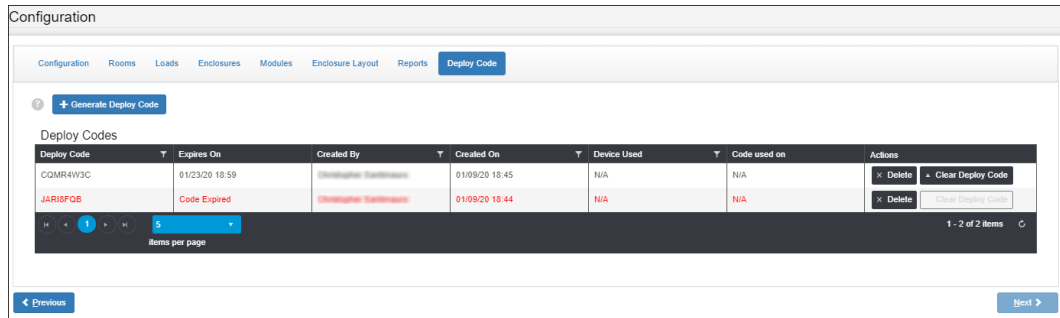 Configuration
Configuration Rooms Loads Enclosures Modules Enclosure Layout Reports Deploy Code
? + Generate Deploy Code
Deploy Codes
Deploy Code Expires On Created By Created On Device Used Code used on Actions
CQMR4W3C 01/23/20 18:59 01/09/20 18:45 N/A N/A × Delete Clear Deploy Code
JARI8FQB Code Expired 01/09/20 18:44 N/A N/A × Delete Clear Deploy Code
1 5 1 - 2 of 2 items
items per page
Previous Next